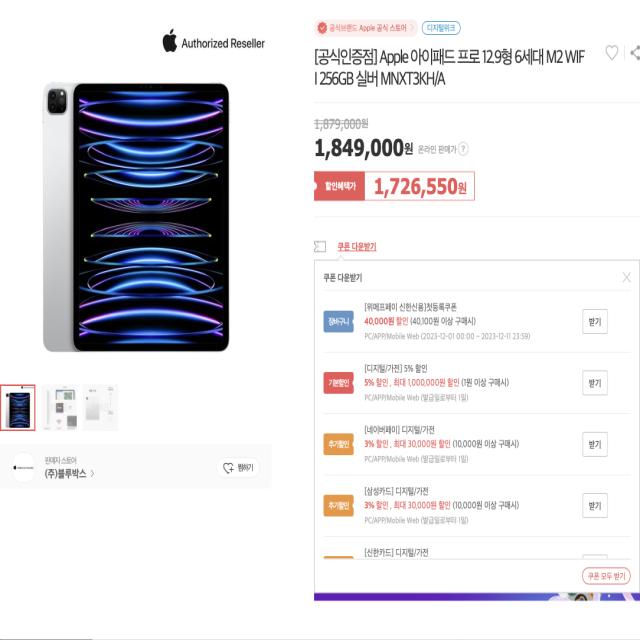 Authorized Reseller
공식브랜드 Apple 공식 스토어 >
디지털위크
[공식인증점] Apple 아이패드 프로 12.9형 6세대 M2 WIF
I 256GB 실버 MNXT3KH/A
1,879,000원
1,849,000원 온라인 판매가 ?
할인혜택가 1,726,550원
쿠폰 다운받기
쿠폰 다운받기
장바구니
[위메프페이 신한신용]첫등록쿠폰
40,000원 할인 (40,100원 이상 구매시)
PC/APP/Mobile Web (2023-12-01 00:00 ~ 2023-12-11 23:59)
받기
기본할인
[디지털/가전] 5% 할인
5% 할인 , 최대 1,000,000원 할인 (1원 이상 구매시)
PC/APP/Mobile Web (발급일로부터 1일)
받기
추가할인
[네이버페이] 디지털/가전
3% 할인 , 최대 30,000원 할인 (10,000원 이상 구매시)
PC/APP/Mobile Web (발급일로부터 1일)
받기
추가할인
[삼성카드] 디지털/가전
3% 할인 , 최대 30,000원 할인 (10,000원 이상 구매시)
PC/APP/Mobile Web (발급일로부터 1일)
받기
[신한카드] 디지털/가전
쿠폰 모두 받기
판매자 스토어
(주)블루박스 >
찜하기